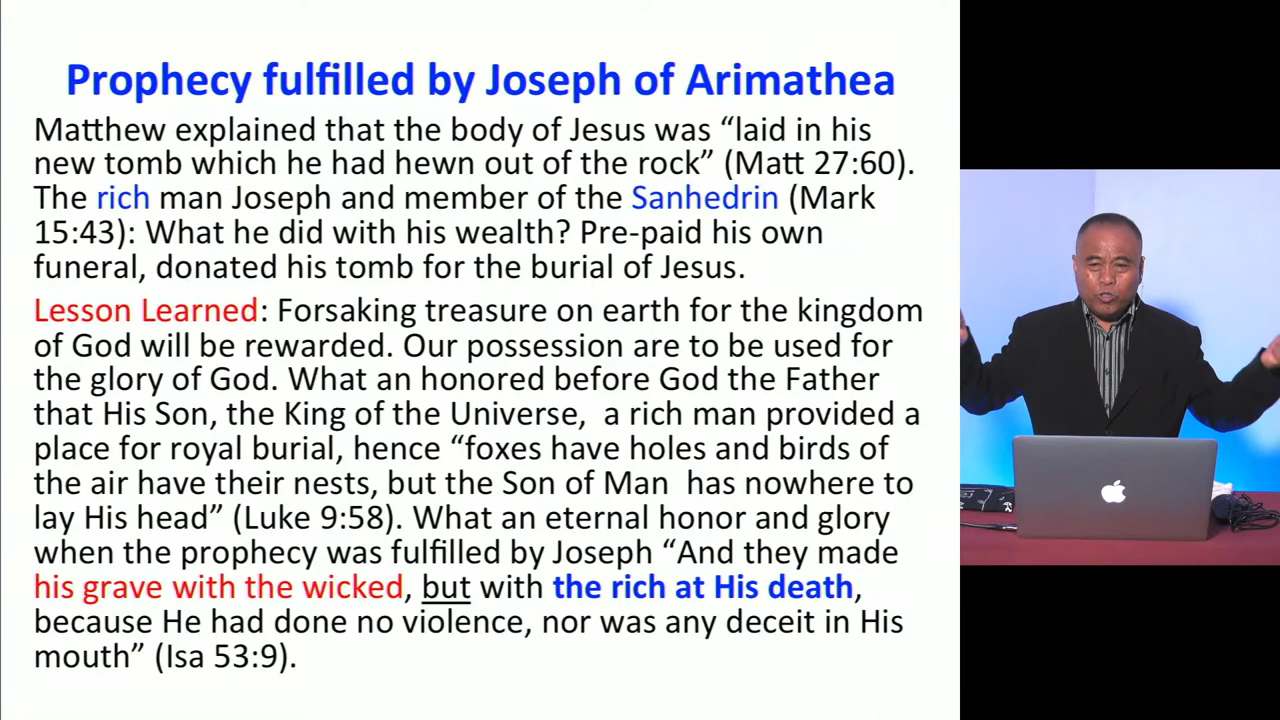 Prophecy fulfilled by Joseph of Arimathea
Matthew explained that the body of Jesus was “laid in his
new tomb which he had hewn out of the rock” (Matt 27:60).
The rich man Joseph and member of the Sanhedrin (Mark
15:43): What he did with his wealth? Pre-paid his own
funeral, donated his tomb for the burial of Jesus.
Lesson Learned: Forsaking treasure on earth for the kingdom
of God will be rewarded. Our possession are to be used for
the glory of God. What an honored before God the Father
that His Son, the King of the Universe,  a rich man provided a
place for royal burial, hence “foxes have holes and birds of
the air have their nests, but the Son of Man  has nowhere to
lay His head” (Luke 9:58). What an eternal honor and glory
when the prophecy was fulfilled by Joseph “And they made
his grave with the wicked, but with the rich at His death,
because He had done no violence, nor was any deceit in His
mouth” (Isa 53:9).